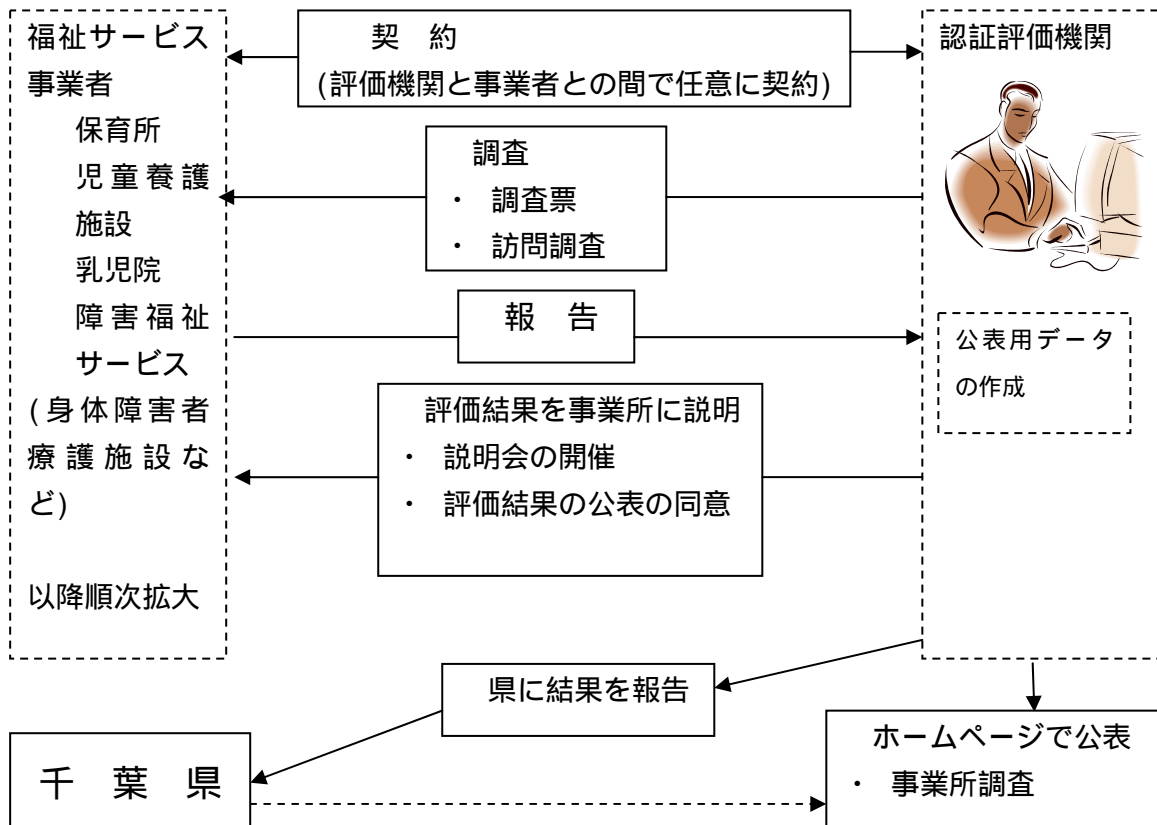 福祉サービス
事業者
保育所
児童養護
施設
乳児院
障害福祉
サービス
(身体障害者
療護施設な
ど)
以降順次拡大
契 約
(評価機関と事業者との間で任意に契約)
調査
・ 調査票
・ 訪問調査
報 告
評価結果を事業所に説明
・ 説明会の開催
・ 評価結果の公表の同意
認証評価機関
公表用データ
の作成
県に結果を報告
千 葉 県
ホームページで公表
・ 事業所調査